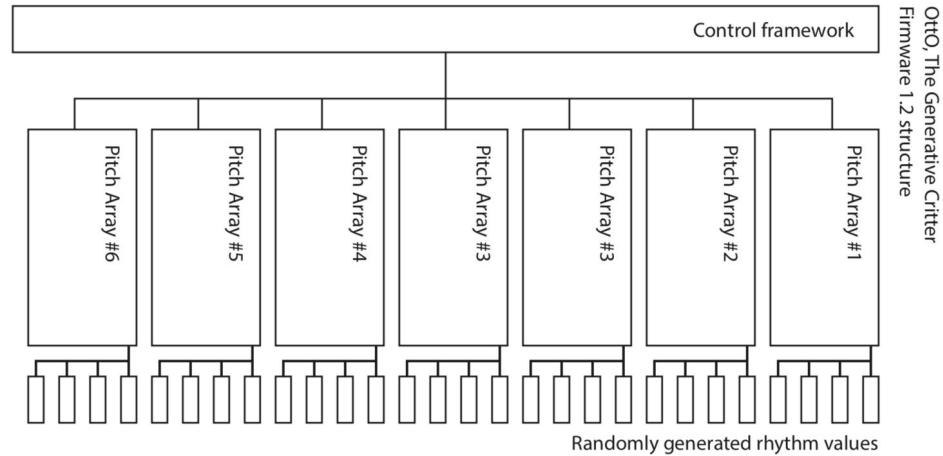 OttO, The Generative Critter
Firmware 1.2 structure
Control framework
Pitch Array #6
Pitch Array #5
Pitch Array #4
Pitch Array #3
Pitch Array #3
Pitch Array #2
Pitch Array #1
Randomly generated rhythm values